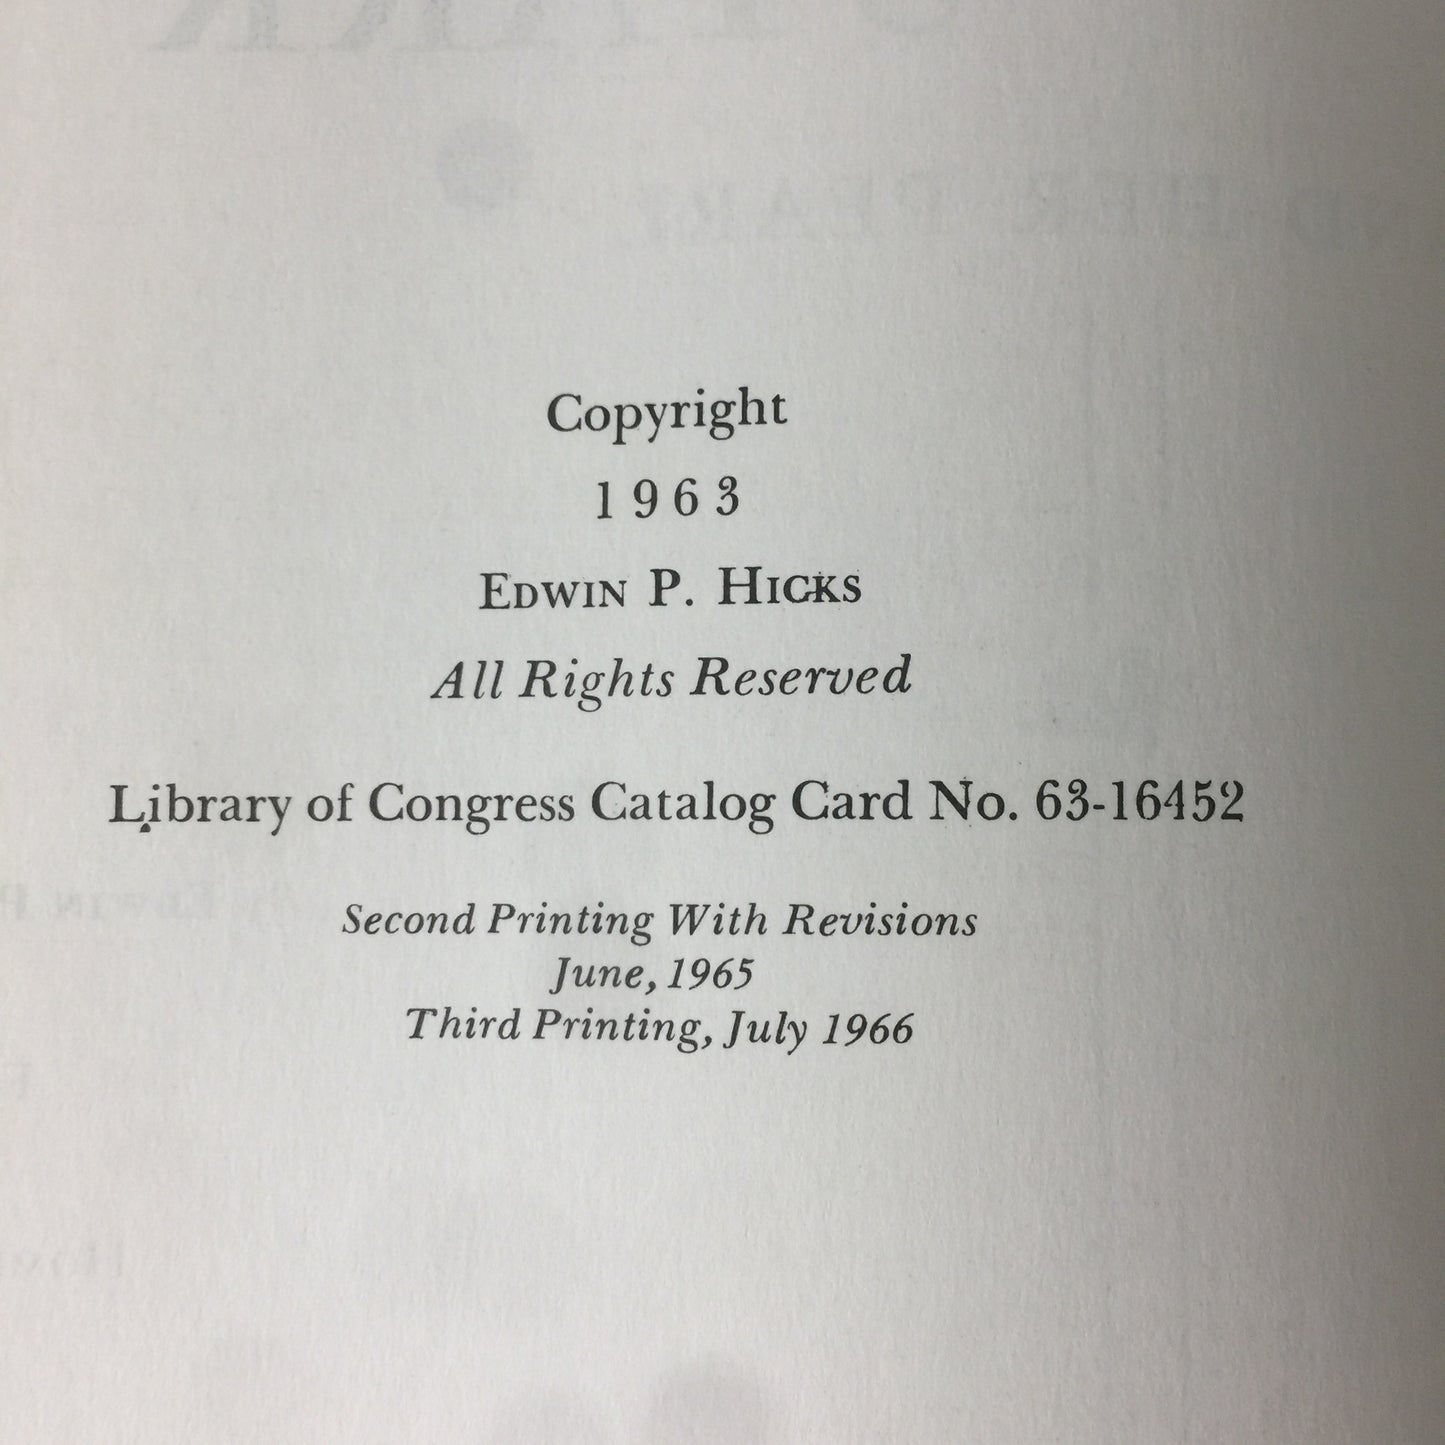 Copyright
1963
EDWIN P. HICKS
All Rights Reserved
Library of Congress Catalog Card No. 63-16452
Second Printing With Revisions
June, 1965
Third Printing, July 1966